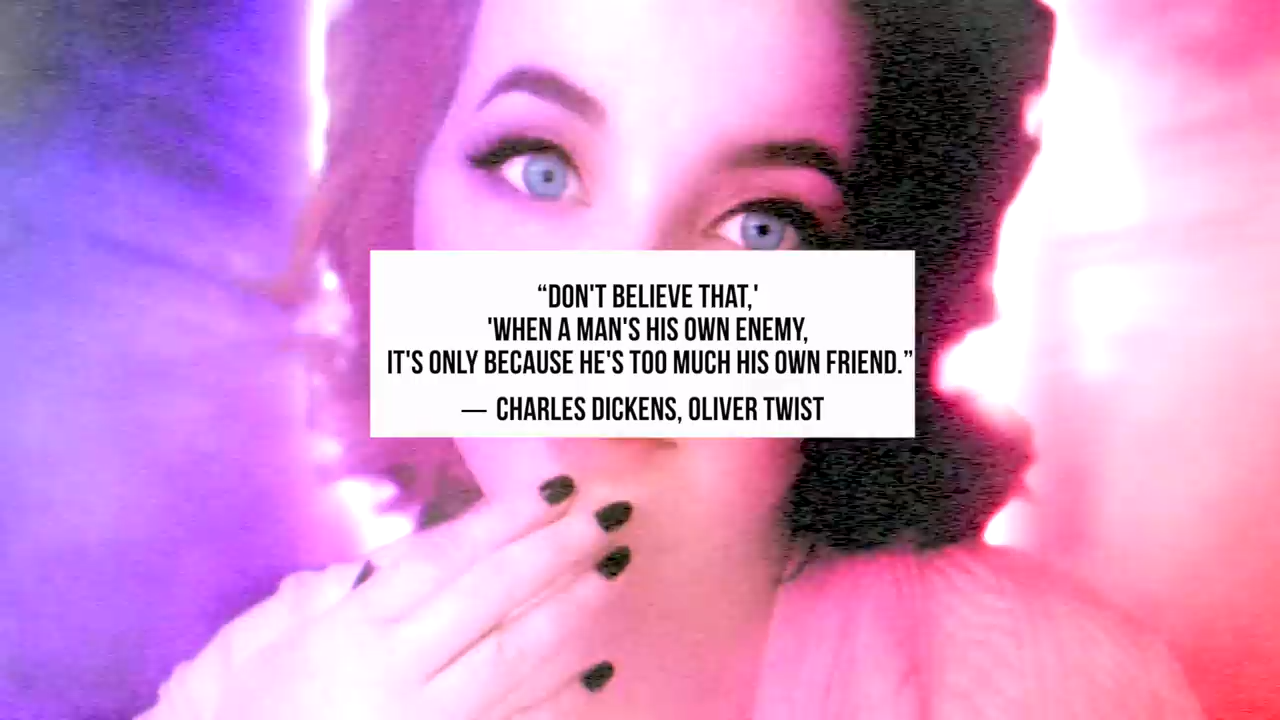 “DON'T BELIEVE THAT,'
'WHEN A MAN'S HIS OWN ENEMY,
IT'S ONLY BECAUSE HE'S TOO MUCH HIS OWN FRIEND.”
— CHARLES DICKENS, OLIVER TWIST